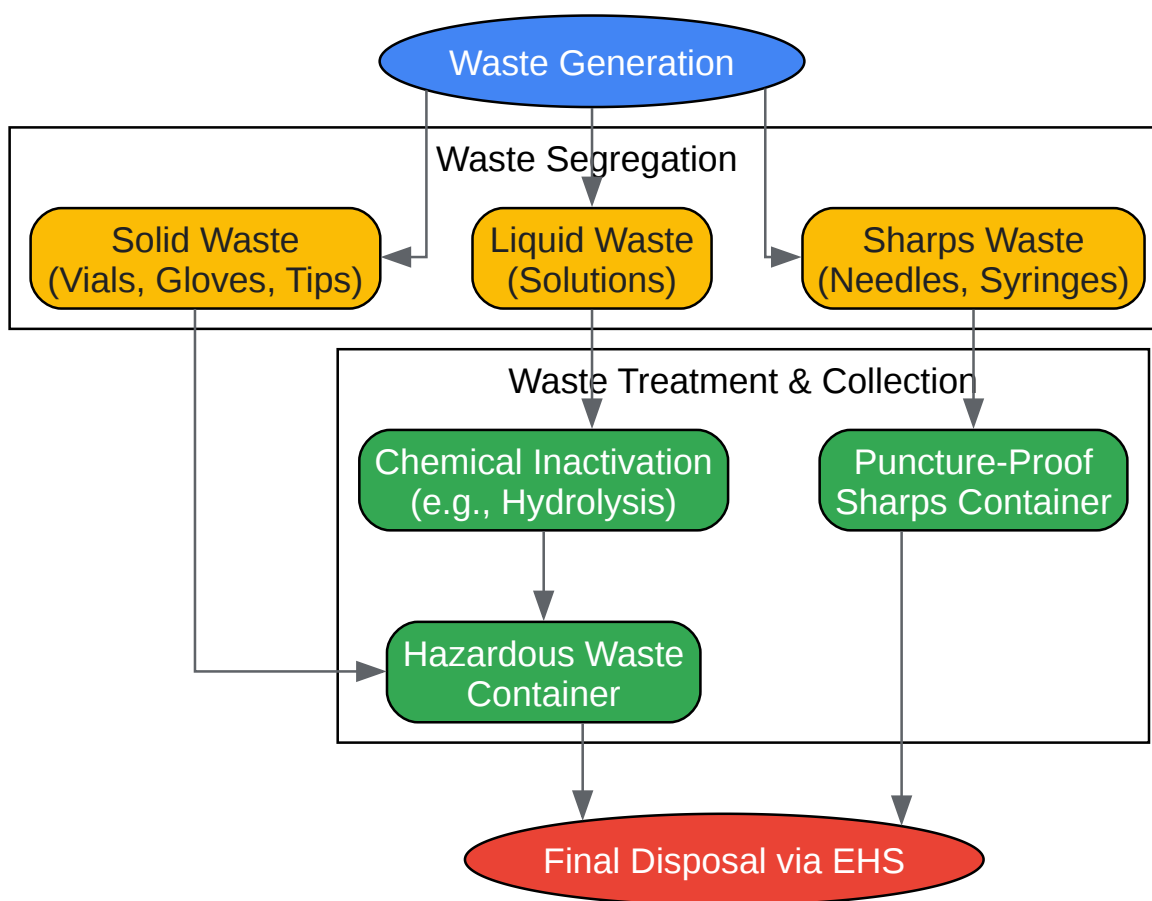 Waste Generation
Waste Segregation
Solid Waste
(Vials, Gloves, Tips)
Liquid Waste
(Solutions)
Sharps Waste
(Needles, Syringes)
Waste Treatment & Collection
Chemical Inactivation
(e.g., Hydrolysis)
Puncture-Proof
Sharps Container
Hazardous Waste
Container
Final Disposal via EHS